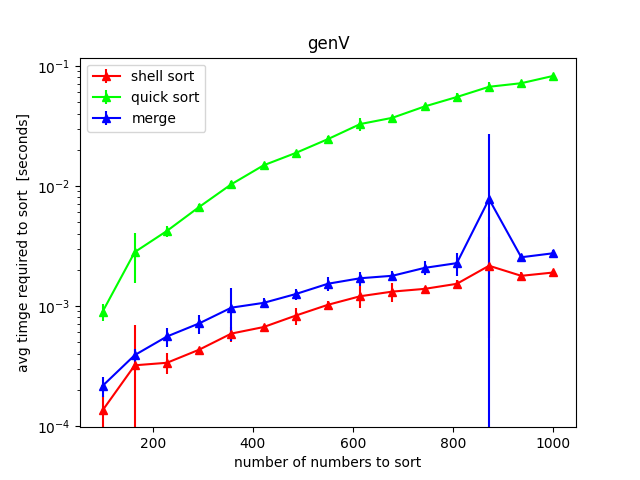 genV
shell sort
quick sort
merge
avg timge required to sort [seconds]
10^{-1}
10^{-2}
10^{-3}
10^{-4}
200
400
600
800
1000
number of numbers to sort